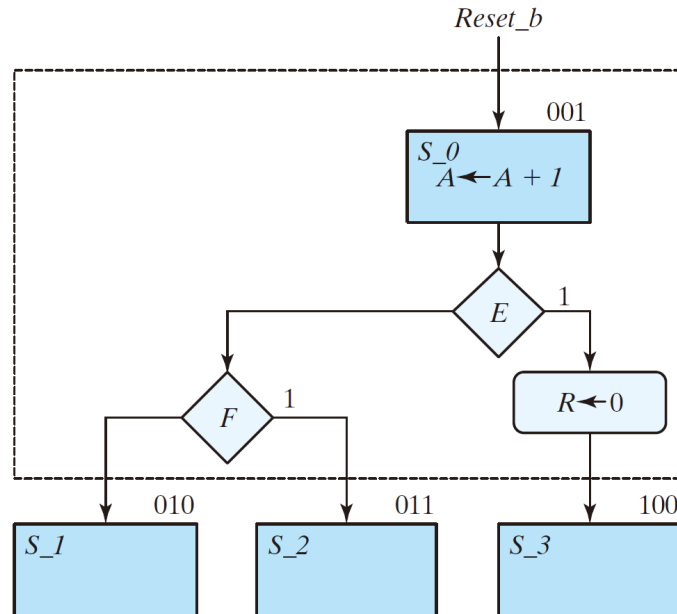 Reset_b
001
S_0
A ← A + 1
E
1
F
1
R ← 0
010
011
100
S_1
S_2
S_3